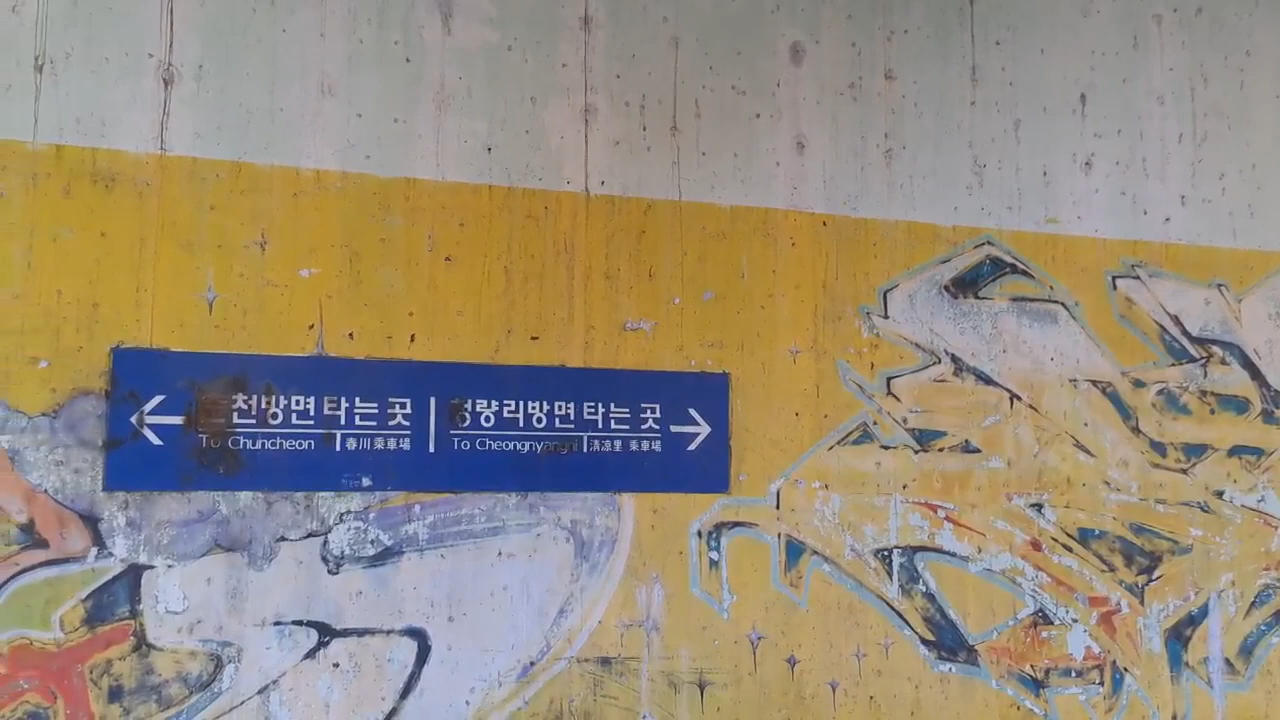 춘천방면 타는 곳
To Chuncheon 春川 乘車場
청량리방면 타는 곳
To Cheongnyangni 清凉里 乘車場